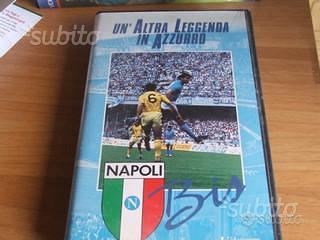 UN'ALTRA LEGGENDA
IN AZZURRO
subito
6
NAPOLI
N
Bis
subito